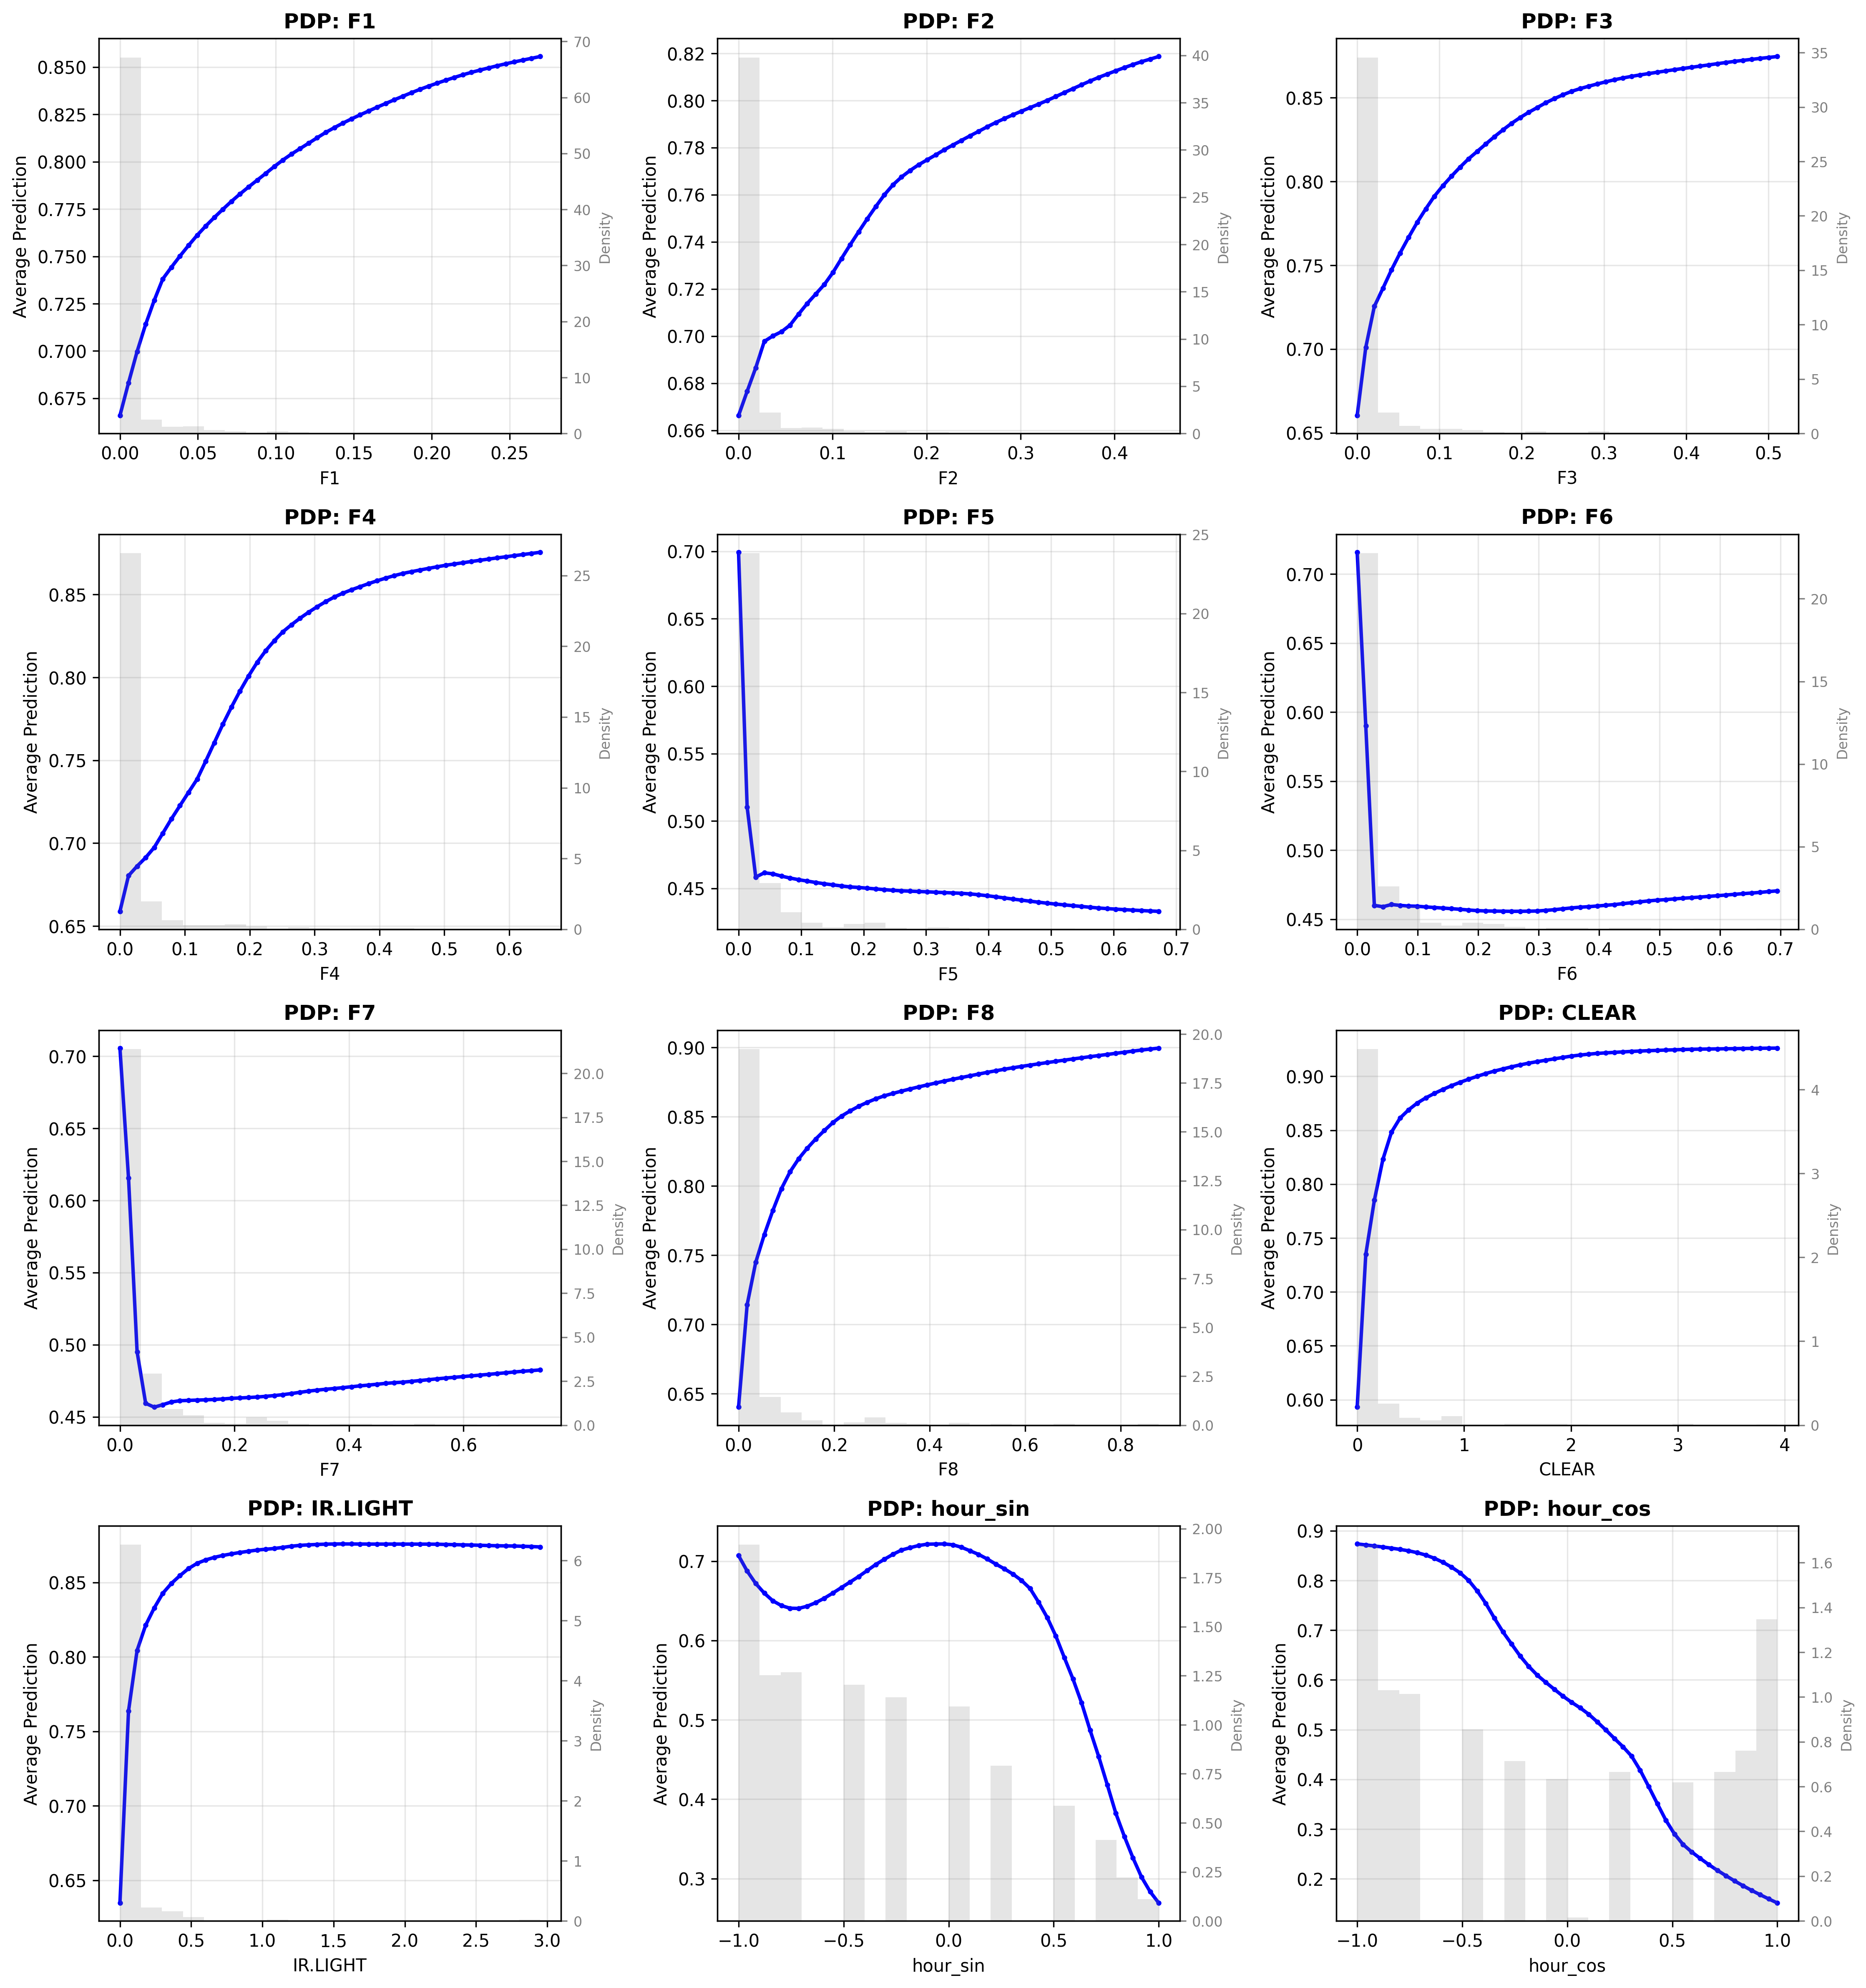 PDP: F1
0.850
0.825
0.800
0.775
0.750
0.725
0.700
0.675
Average Prediction
70
60
50
40
30
20
10
0
Density
0.00 0.05 0.10 0.15 0.20 0.25
F1
PDP: F2
0.82
0.80
0.78
0.76
0.74
0.72
0.70
0.68
0.66
Average Prediction
40
35
30
25
20
15
10
5
0
Density
0.0 0.1 0.2 0.3 0.4
F2
PDP: F3
0.85
0.80
0.75
0.70
0.65
Average Prediction
35
30
25
20
15
10
5
0
Density
0.0 0.1 0.2 0.3 0.4 0.5
F3
PDP: F4
0.85
0.80
0.75
0.70
0.65
Average Prediction
25
20
15
10
5
0
Density
0.0 0.1 0.2 0.3 0.4 0.5 0.6
F4
PDP: F5
0.70
0.65
0.60
0.55
0.50
0.45
Average Prediction
25
20
15
10
5
0
Density
0.0 0.1 0.2 0.3 0.4 0.5 0.6 0.7
F5
PDP: F6
0.70
0.65
0.60
0.55
0.50
0.45
Average Prediction
20
15
10
5
0
Density
0.0 0.1 0.2 0.3 0.4 0.5 0.6 0.7
F6
PDP: F7
0.70
0.65
0.60
0.55
0.50
0.45
Average Prediction
20.0
17.5
15.0
12.5
10.0
7.5
5.0
2.5
0.0
Density
0.0 0.2 0.4 0.6
F7
PDP: F8
0.90
0.85
0.80
0.75
0.70
0.65
Average Prediction
20.0
17.5
15.0
12.5
10.0
7.5
5.0
2.5
0.0
Density
0.0 0.2 0.4 0.6 0.8
F8
PDP: CLEAR
0.90
0.85
0.80
0.75
0.70
0.65
0.60
Average Prediction
4
3
2
1
0
Density
0 1 2 3 4
CLEAR
PDP: IR.LIGHT
0.85
0.80
0.75
0.70
0.65
Average Prediction
6
5
4
3
2
1
0
Density
0.0 0.5 1.0 1.5 2.0 2.5 3.0
IR.LIGHT
PDP: hour_sin
0.7
0.6
0.5
0.4
0.3
Average Prediction
2.00
1.75
1.50
1.25
1.00
0.75
0.50
0.25
0.00
Density
−1.0 −0.5 0.0 0.5 1.0
hour_sin
PDP: hour_cos
0.9
0.8
0.7
0.6
0.5
0.4
0.3
0.2
Average Prediction
1.6
1.4
1.2
1.0
0.8
0.6
0.4
0.2
0.0
Density
−1.0 −0.5 0.0 0.5 1.0
hour_cos